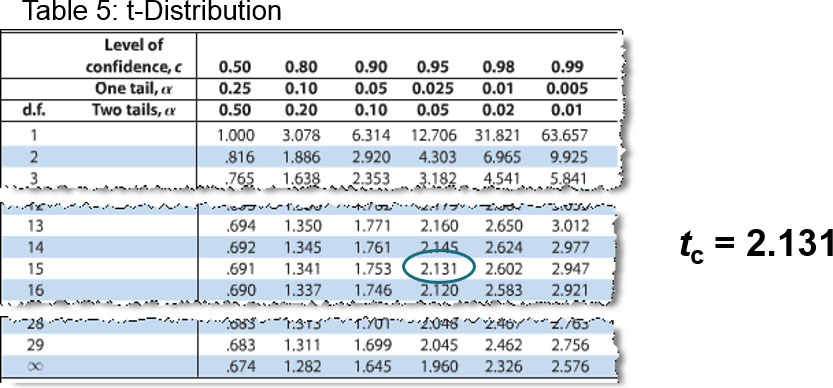 Table 5: t-Distribution
Level of
confidence, c 0.50 0.80 0.90 0.95 0.98 0.99
One tail, α 0.25 0.10 0.05 0.025 0.01 0.005
d.f. Two tails, α 0.50 0.20 0.10 0.05 0.02 0.01
1 1.000 3.078 6.314 12.706 31.821 63.657
2 .816 1.886 2.920 4.303 6.965 9.925
3 .765 1.638 2.353 3.182 4.541 5.841
13 .694 1.350 1.771 2.160 2.650 3.012
14 .692 1.345 1.761 2.145 2.624 2.977
15 .691 1.341 1.753 2.131 2.602 2.947
16 .690 1.337 1.746 2.120 2.583 2.921
28 .683 1.313 1.701 2.048 2.467 2.763
29 .683 1.311 1.699 2.045 2.462 2.756
∞ .674 1.282 1.645 1.960 2.326 2.576
tc = 2.131